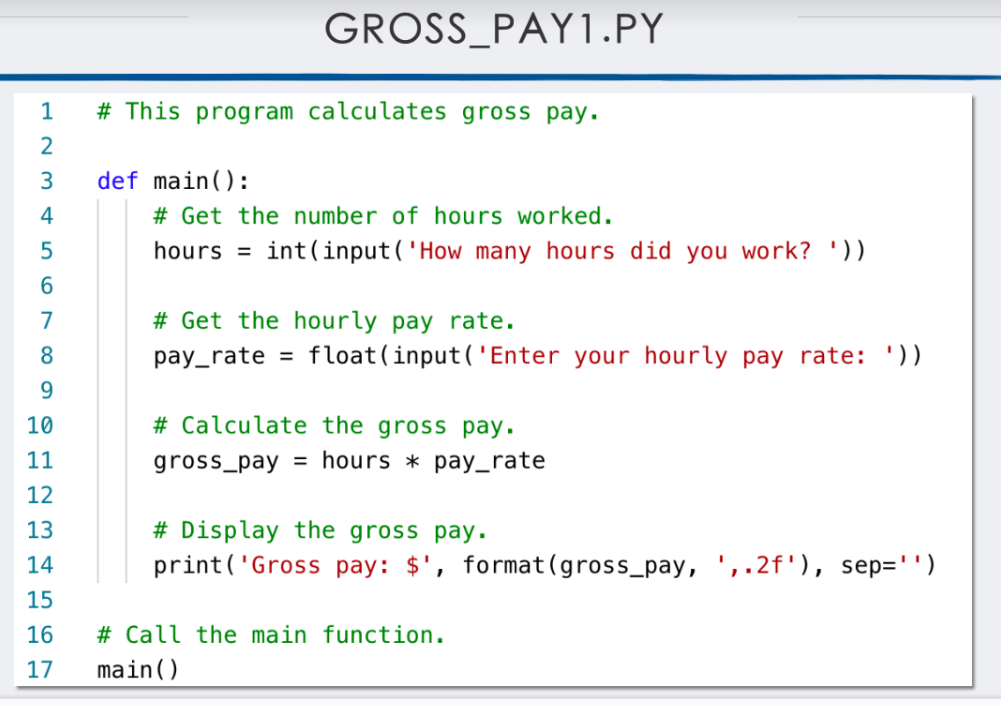 GROSS_PAY1.PY
1 # This program calculates gross pay.
2
3 def main():
4     # Get the number of hours worked.
5     hours = int(input('How many hours did you work? '))
6
7     # Get the hourly pay rate.
8     pay_rate = float(input('Enter your hourly pay rate: '))
9
10     # Calculate the gross pay.
11     gross_pay = hours * pay_rate
12
13     # Display the gross pay.
14     print('Gross pay: $', format(gross_pay, ',.2f'), sep='')
15
16 # Call the main function.
17 main()